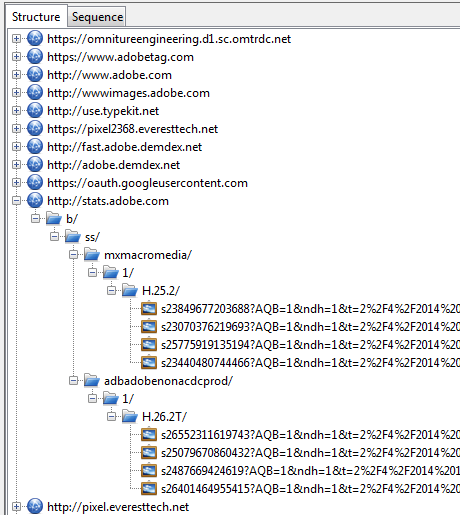 Structure
Sequence
https://omnitureengineering.d1.sc.omtrdc.net
https://www.adobetag.com
http://www.adobe.com
http://wwwimages.adobe.com
http://use.typekit.net
https://pixel2368.everesttech.net
http://fast.adobe.demdex.net
http://adobe.demdex.net
https://oauth.googleusercontent.com
http://stats.adobe.com
b/
ss/
mxmacromedia/
1/
H.25.2/
s23849677203688?AQB=1&ndh=1&t=2%2F4%2F2014%20
s23070376219693?AQB=1&ndh=1&t=2%2F4%2F2014%20
s25775919135194?AQB=1&ndh=1&t=2%2F4%2F2014%20
s23440480744466?AQB=1&ndh=1&t=2%2F4%2F2014%20
adbadobenonacdcprod/
1/
H.26.2T/
s26552311619743?AQB=1&ndh=1&t=2%2F4%2F2014%20
s25079670860432?AQB=1&ndh=1&t=2%2F4%2F2014%20
s2487669424619?AQB=1&ndh=1&t=2%2F4%2F2014%201
s26401464955415?AQB=1&ndh=1&t=2%2F4%2F2014%20
http://pixel.everesttech.net